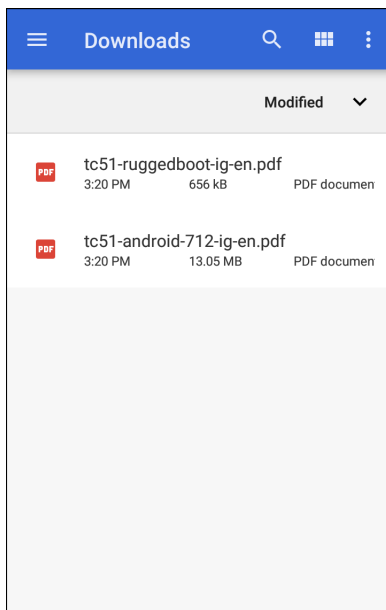 Downloads
Modified
PDF
tc51-ruggedboot-ig-en.pdf
3:20 PM 656 kB PDF documen
PDF
tc51-android-712-ig-en.pdf
3:20 PM 13.05 MB PDF documen